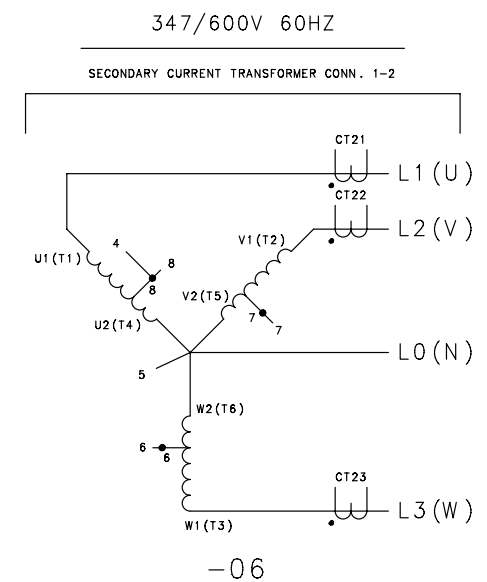 347/600V 60HZ
SECONDARY CURRENT TRANSFORMER CONN. 1-2
CT21
L1(U)
CT22
L2(V)
V1(T2)
4
8
U1(T1)
8
V2(T5)
U2(T4)
7
7
L0(N)
5
W2(T6)
6
6
CT23
L3(W)
W1(T3)
-06